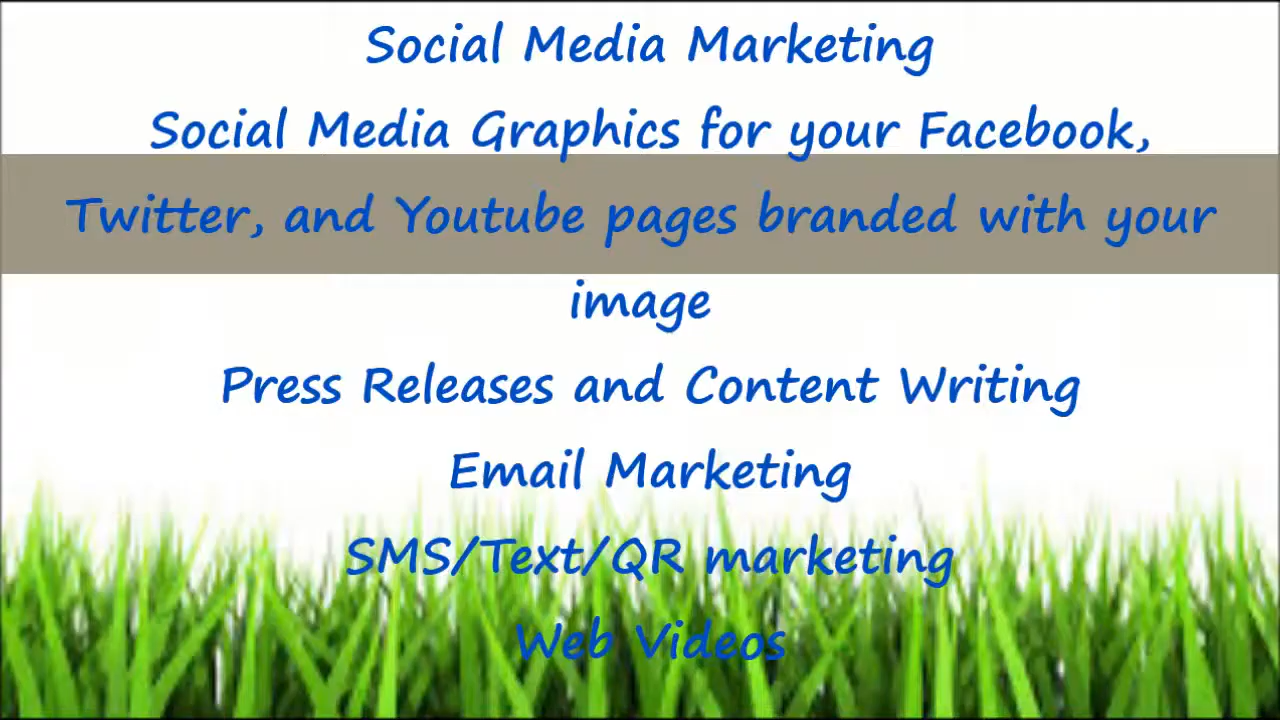 Social Media Marketing
Social Media Graphics for your Facebook,
Twitter, and Youtube pages branded with your
image
Press Releases and Content Writing
Email Marketing
SMS/Text/QR marketing
Web Videos